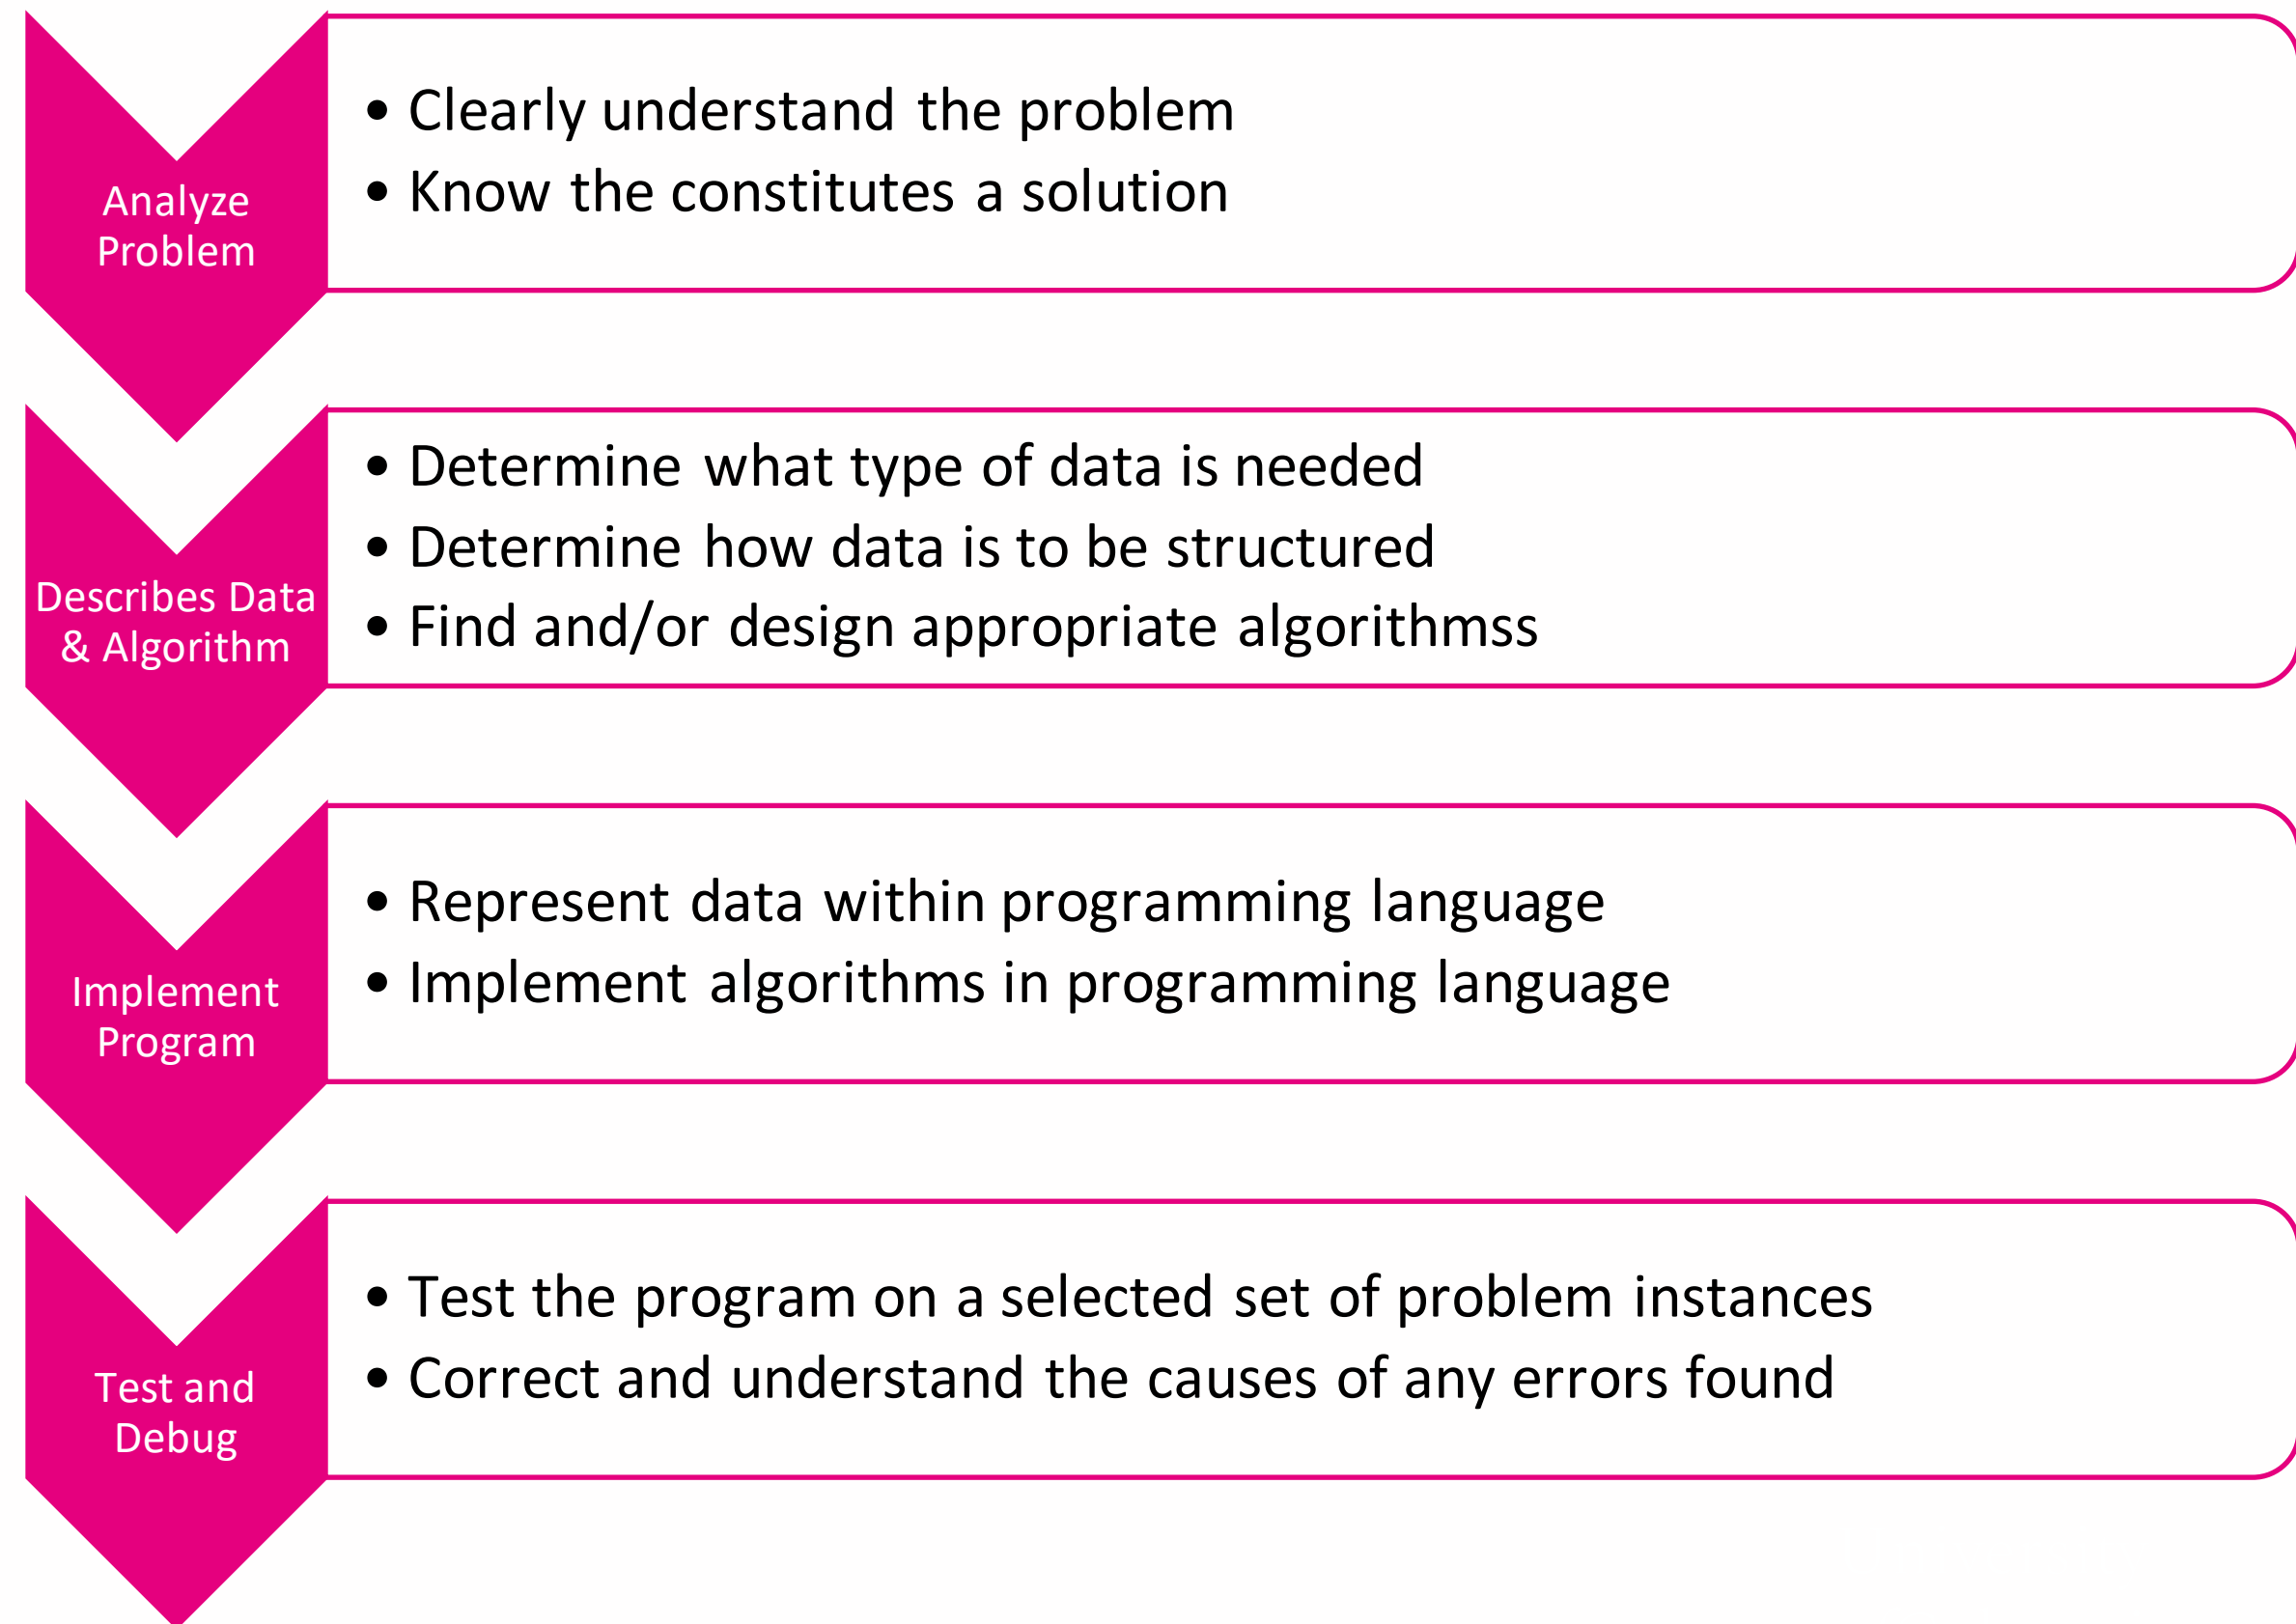 Analyze
Problem
• Clearly understand the problem
• Know the constitutes a solution
Describes Data
& Algorithm
• Determine what type of data is needed
• Determine how data is to be structured
• Find and/or design appropriate algorithmss
Implement
Program
• Represent data within programming language
• Implement algorithms in programming language
Test and
Debug
• Test the program on a selected set of problem instances
• Correct and understand the causes of any errors found